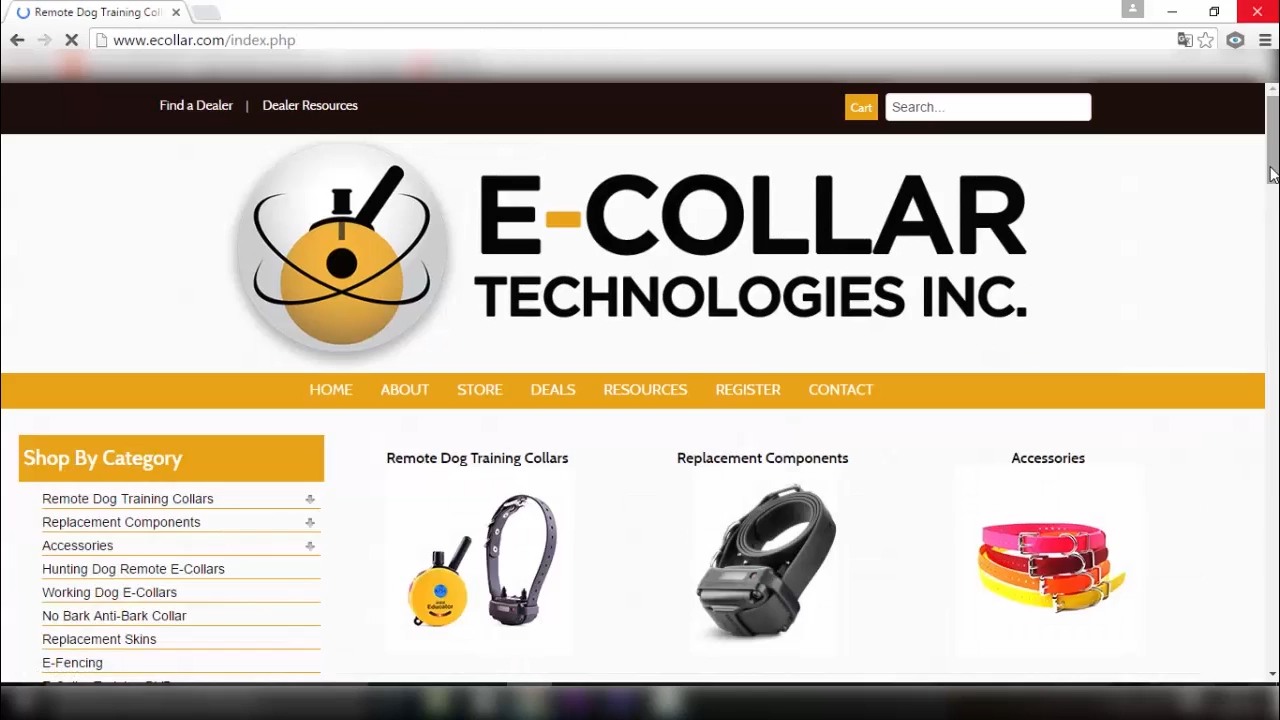 Remote Dog Training Coll
www.ecollar.com/index.php
Find a Dealer | Dealer Resources
Cart
Search...
E-COLLAR
TECHNOLOGIES INC.
HOME ABOUT STORE DEALS RESOURCES REGISTER CONTACT
Shop By Category
Remote Dog Training Collars
Replacement Components
Accessories
Hunting Dog Remote E-Collars
Working Dog E-Collars
No Bark Anti-Bark Collar
Replacement Skins
E-Fencing
Remote Dog Training Collars
Educator
Replacement Components
Accessories